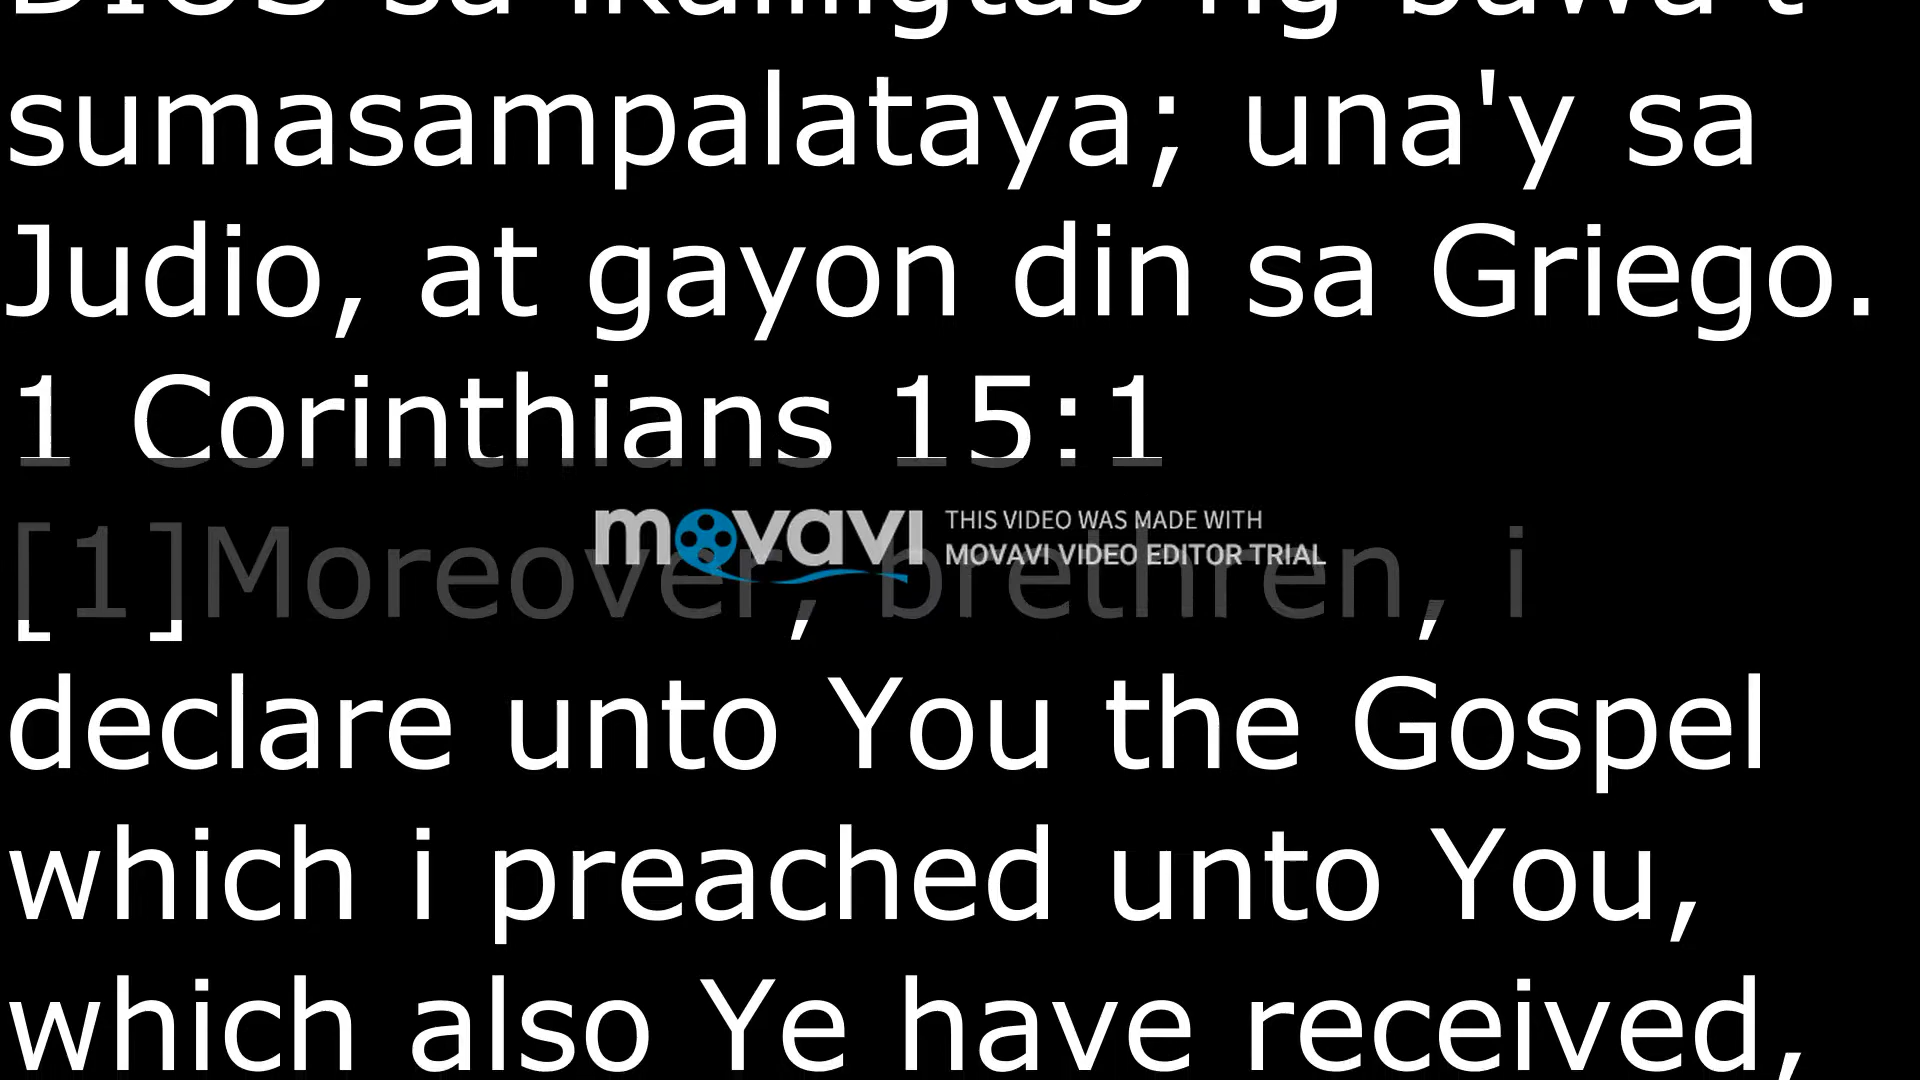 DIOS sa ikaliligtas ng bawa't
sumasampalataya; una'y sa
Judio, at gayon din sa Griego.
1 Corinthians 15:1
[1]Moreover, brethren, i
movavi THIS VIDEO WAS MADE WITH
MOVAVI VIDEO EDITOR TRIAL
declare unto You the Gospel
which i preached unto You,
which also Ye have received,